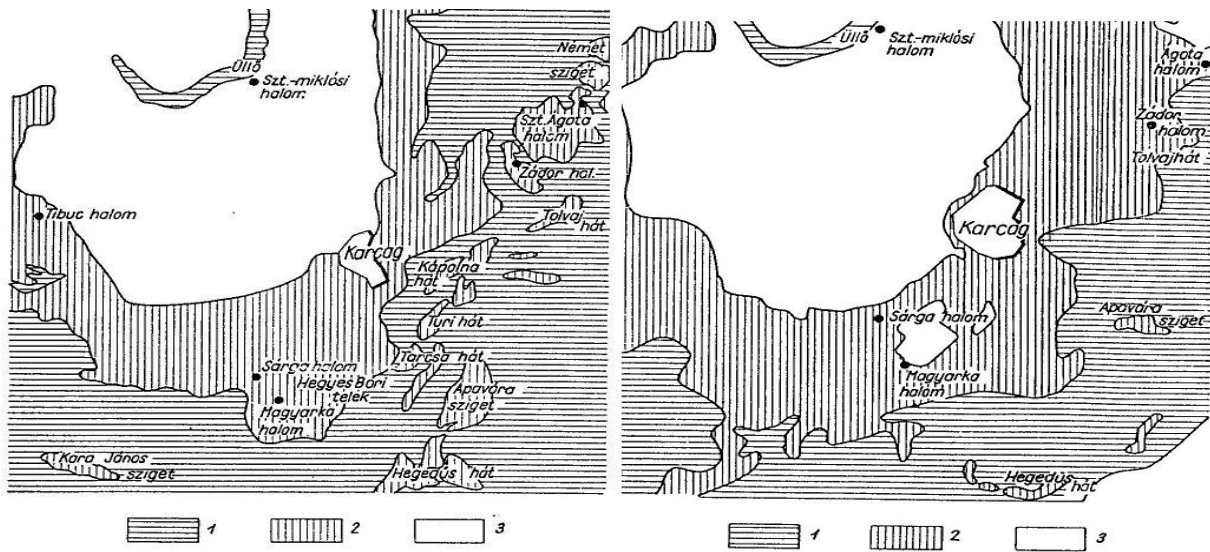 Üllő
Szt.-miklósi
halom
Német
sziget
Szt. Ágota
halom
Zádor hal.
Tolvaj
hát
Tibuc halom
Karcag
Kápolna
hát
Turi hát
Tarcsa hát
Sárga halom
Hegyes Bori
telek
Magyarka
halom
Apavára
sziget
Kara János
sziget
Hegedűs hát
1
2
3
Üllő
Szt.-miklósi
halom
Ágota
halom
Zádor
halom
Tolvajhát
Karcag
Sárga halom
Apavára
sziget
Magyarka
halom
Hegedűs
hát
1
2
3